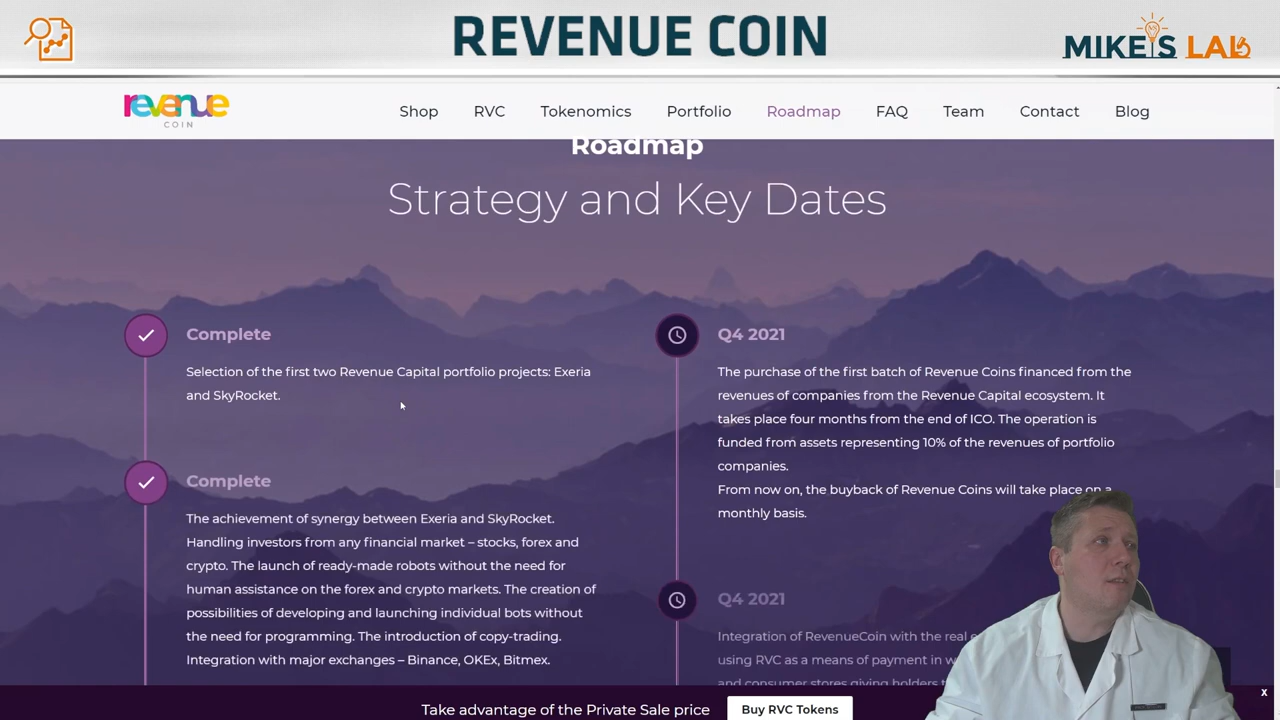 REVENUE COIN
MIKE'S LAB
revenue
COIN
Shop RVC Tokenomics Portfolio Roadmap FAQ Team Contact Blog
Roadmap
Strategy and Key Dates
Complete
Selection of the first two Revenue Capital portfolio projects: Exeria
and SkyRocket.
Complete
The achievement of synergy between Exeria and SkyRocket.
Handling investors from any financial market – stocks, forex and
crypto. The launch of ready-made robots without the need for
human assistance on the forex and crypto markets. The creation of
possibilities of developing and launching individual bots without
the need for programming. The introduction of copy-trading.
Integration with major exchanges – Binance, OKEx, Bitmex.
Q4 2021
The purchase of the first batch of Revenue Coins financed from the
revenues of companies from the Revenue Capital ecosystem. It
takes place four months from the end of ICO. The operation is
funded from assets representing 10% of the revenues of portfolio
companies.
From now on, the buyback of Revenue Coins will take place on a
monthly basis.
Q4 2021
Integration of RevenueCoin with the real
using RVC as a means of payment in
and consumer stores giving holders
Take advantage of the Private Sale price Buy RVC Tokens
x